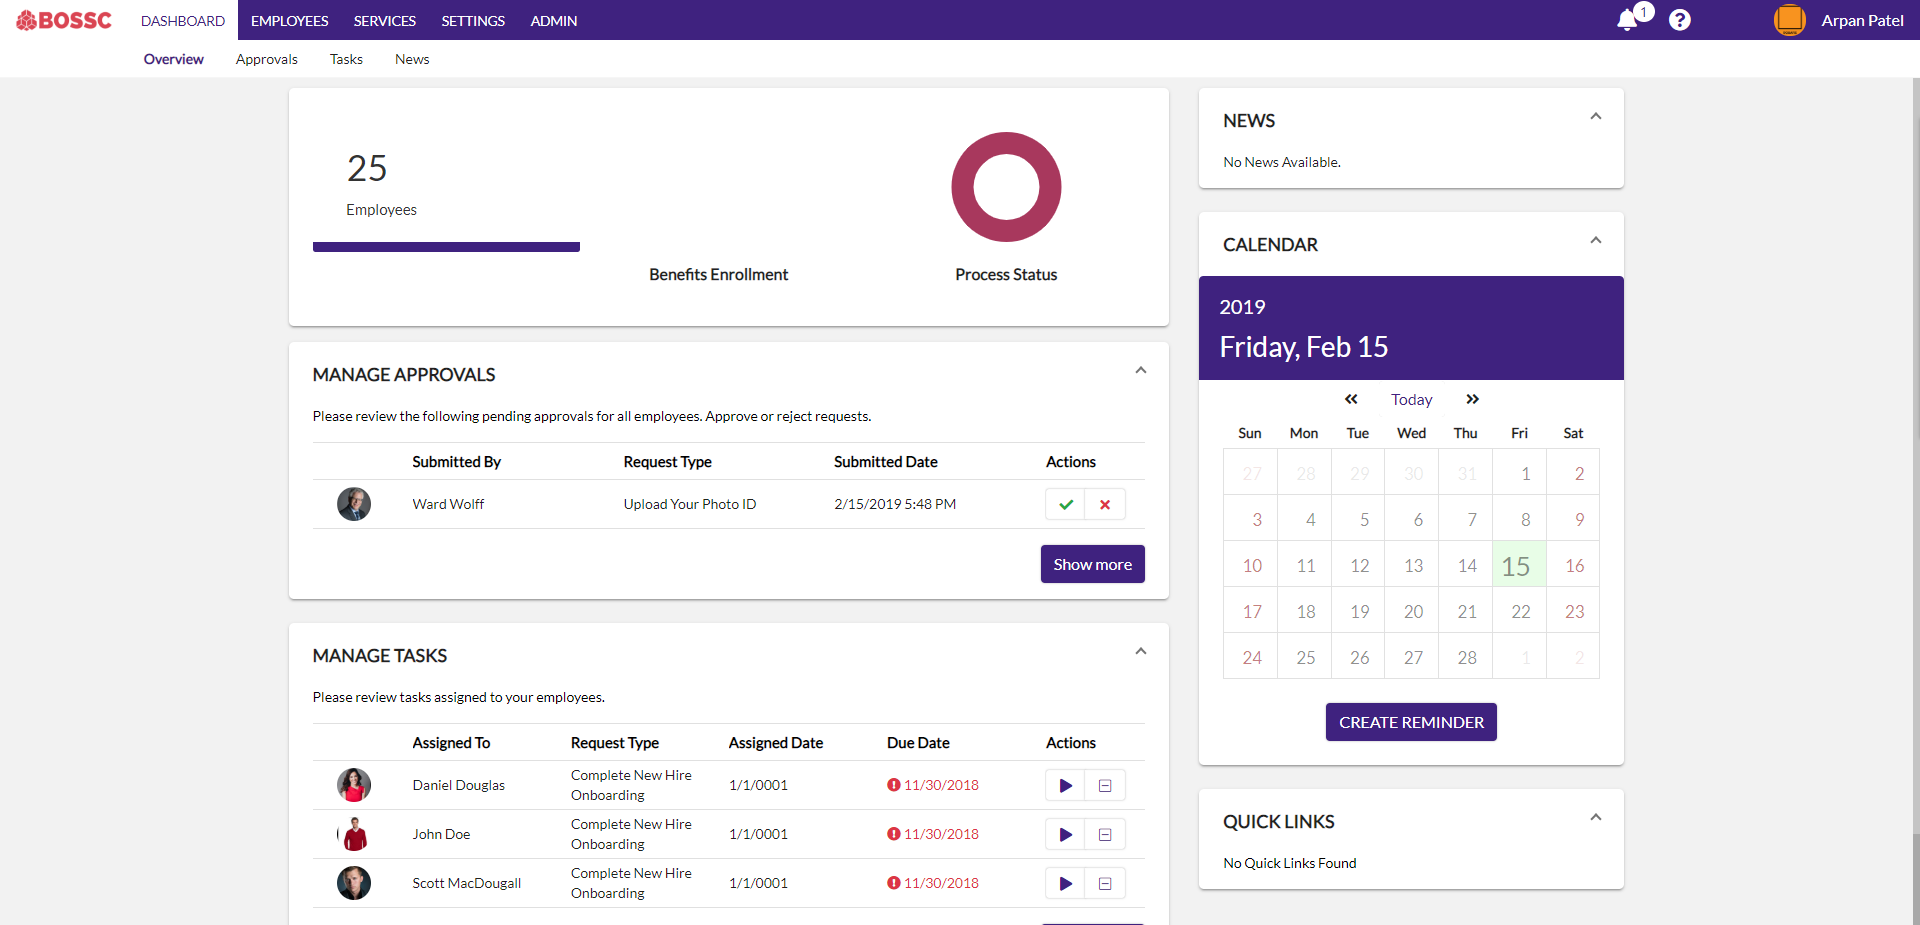 BOSSC
DASHBOARD EMPLOYEES SERVICES SETTINGS ADMIN
1
Arpan Patel
Overview Approvals Tasks News
25
Employees
Benefits Enrollment
Process Status
MANAGE APPROVALS
Please review the following pending approvals for all employees. Approve or reject requests.
Submitted By Request Type Submitted Date Actions
Ward Wolff Upload Your Photo ID 2/15/2019 5:48 PM
Show more
MANAGE TASKS
Please review tasks assigned to your employees.
Assigned To Request Type Assigned Date Due Date Actions
Daniel Douglas Complete New Hire Onboarding 1/1/0001 11/30/2018
John Doe Complete New Hire Onboarding 1/1/0001 11/30/2018
Scott MacDougall Complete New Hire Onboarding 1/1/0001 11/30/2018
NEWS
No News Available.
CALENDAR
2019
Friday, Feb 15
Today
Sun Mon Tue Wed Thu Fri Sat
27 28 29 30 31 1 2
3 4 5 6 7 8 9
10 11 12 13 14 15 16
17 18 19 20 21 22 23
24 25 26 27 28 1 2
CREATE REMINDER
QUICK LINKS
No Quick Links Found